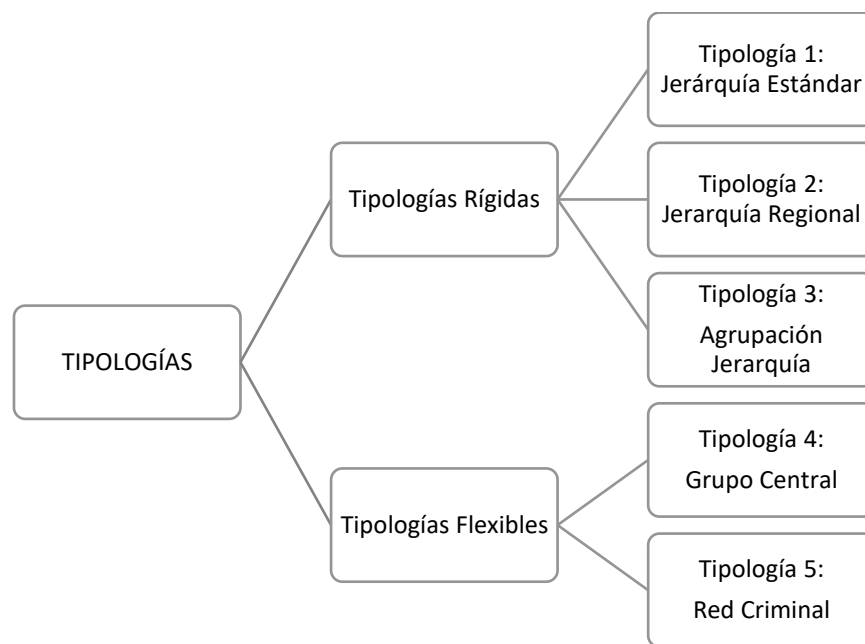 TIPOLOGÍAS
Tipologías Rígidas
Tipología 1:
Jerárquía Estándar
Tipología 2:
Jerarquía Regional
Tipología 3:
Agrupación
Jerarquía
Tipologías Flexibles
Tipología 4:
Grupo Central
Tipología 5:
Red Criminal